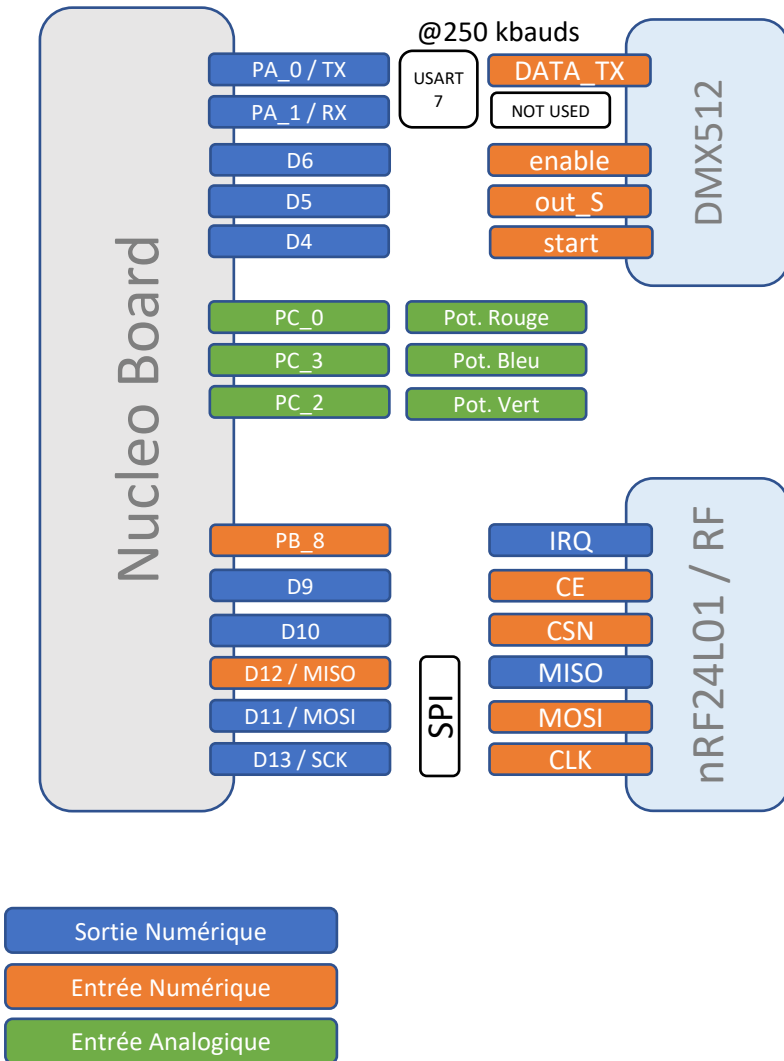 @250 kbauds
PA_0 / TX
USART
7
DATA_TX
PA_1 / RX
NOT USED
D6
enable
D5
out_S
D4
start
DMX512
Nucleo Board
PC_0
Pot. Rouge
PC_3
Pot. Bleu
PC_2
Pot. Vert
PB_8
IRQ
D9
CE
D10
CSN
D12 / MISO
MISO
D11 / MOSI
MOSI
D13 / SCK
CLK
SPI
nRF24L01 / RF
Sortie Numérique
Entrée Numérique
Entrée Analogique